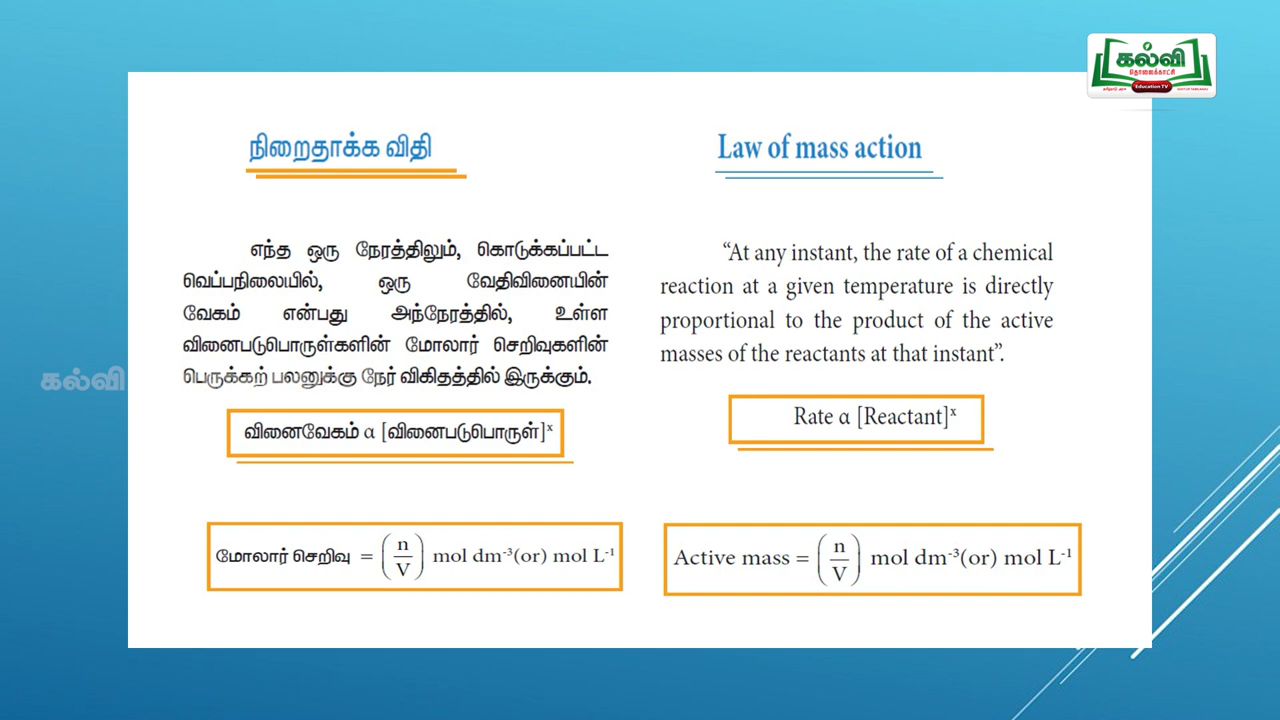 கல்வி
தொலைக்காட்சி
Education TV
நிறைதாக்க விதி
எந்த ஒரு நேரத்திலும், கொடுக்கப்பட்ட
வெப்பநிலையில், ஒரு வேதிவினையின்
வேகம் என்பது அந்நேரத்தில், உள்ள
வினைபடுபொருள்களின் மோலார் செறிவுகளின்
பெருக்கற் பலனுக்கு நேர் விகிதத்தில் இருக்கும்.
வினைவேகம் α [வினைபடுபொருள்]ˣ
மோலார் செறிவு = (n/V) mol dm⁻³(or) mol L⁻¹
Law of mass action
“At any instant, the rate of a chemical
reaction at a given temperature is directly
proportional to the product of the active
masses of the reactants at that instant”.
Rate α [Reactant]ˣ
Active mass = (n/V) mol dm⁻³(or) mol L⁻¹
கல்வி